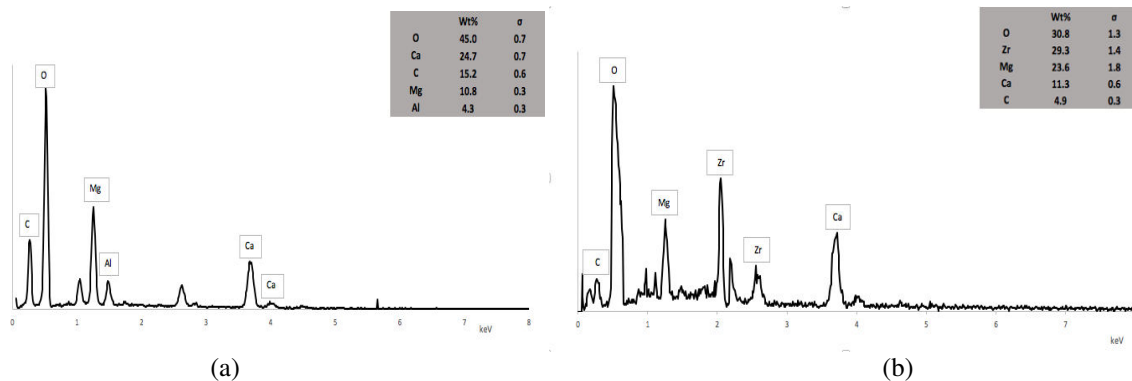 Wt% σ
O 45.0 0.7
Ca 24.7 0.7
C 15.2 0.6
Mg 10.8 0.3
Al 4.3 0.3
O
C
Mg
Al
Ca
Ca
0 1 2 3 4 5 6 7 8
keV
(a)
Wt% σ
O 30.8 1.3
Zr 29.3 1.4
Mg 23.6 1.8
Ca 11.3 0.6
C 4.9 0.3
O
C
Mg
Zr
Zr
Ca
0 1 2 3 4 5 6 7
keV
(b)